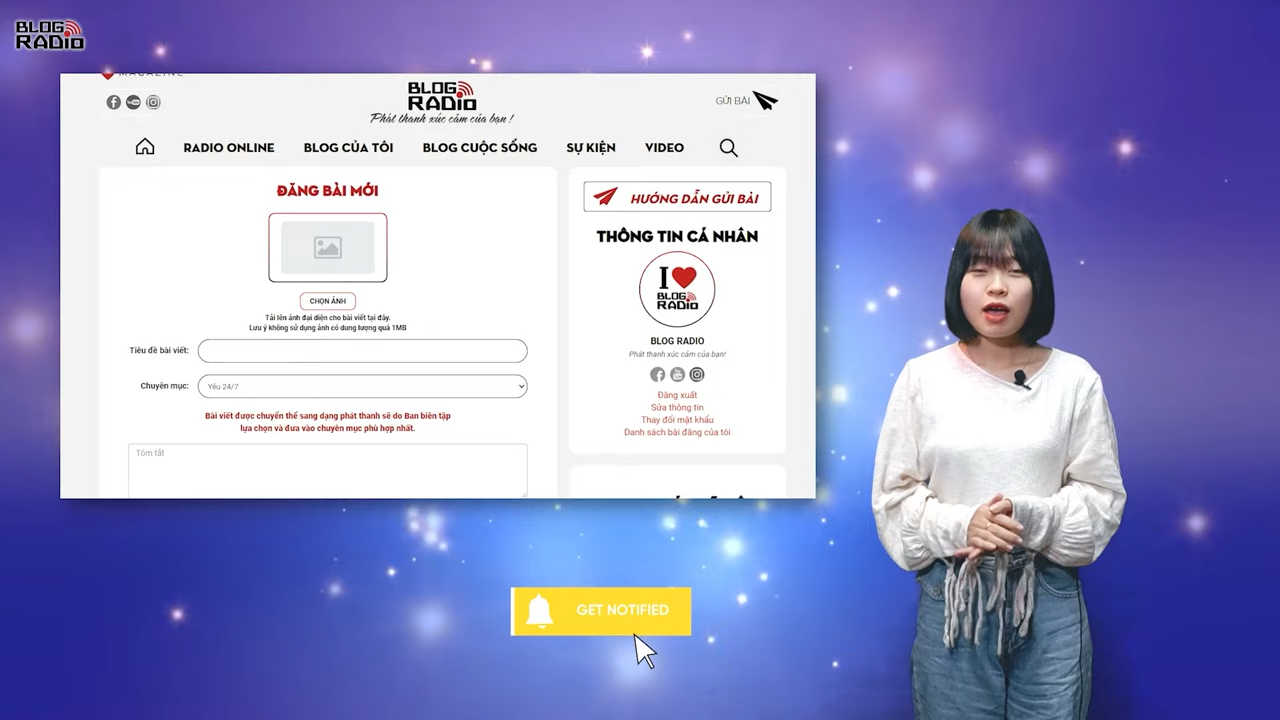 BLOG
RADIO
MAGAZINE
BLOG
RADIO
Phát thanh xúc cảm của bạn !
GỬI BÀI
RADIO ONLINE
BLOG CỦA TÔI
BLOG CUỘC SỐNG
SỰ KIỆN
VIDEO
ĐĂNG BÀI MỚI
CHỌN ẢNH
Tải lên ảnh đại diện cho bài viết tại đây.
Lưu ý không sử dụng ảnh có dung lượng quá 1MB
Tiêu đề bài viết:
Chuyên mục:
Yêu 24/7
Bài viết được chuyển thể sang dạng phát thanh sẽ do Ban biên tập
lựa chọn và đưa vào chuyên mục phù hợp nhất.
Tóm tắt
HƯỚNG DẪN GỬI BÀI
THÔNG TIN CÁ NHÂN
I
BLOG
RADIO
BLOG RADIO
Phát thanh xúc cảm của bạn!
You
Đăng xuất
Sửa thông tin
Thay đổi mật khẩu
Danh sách bài đăng của tôi
GET NOTIFIED